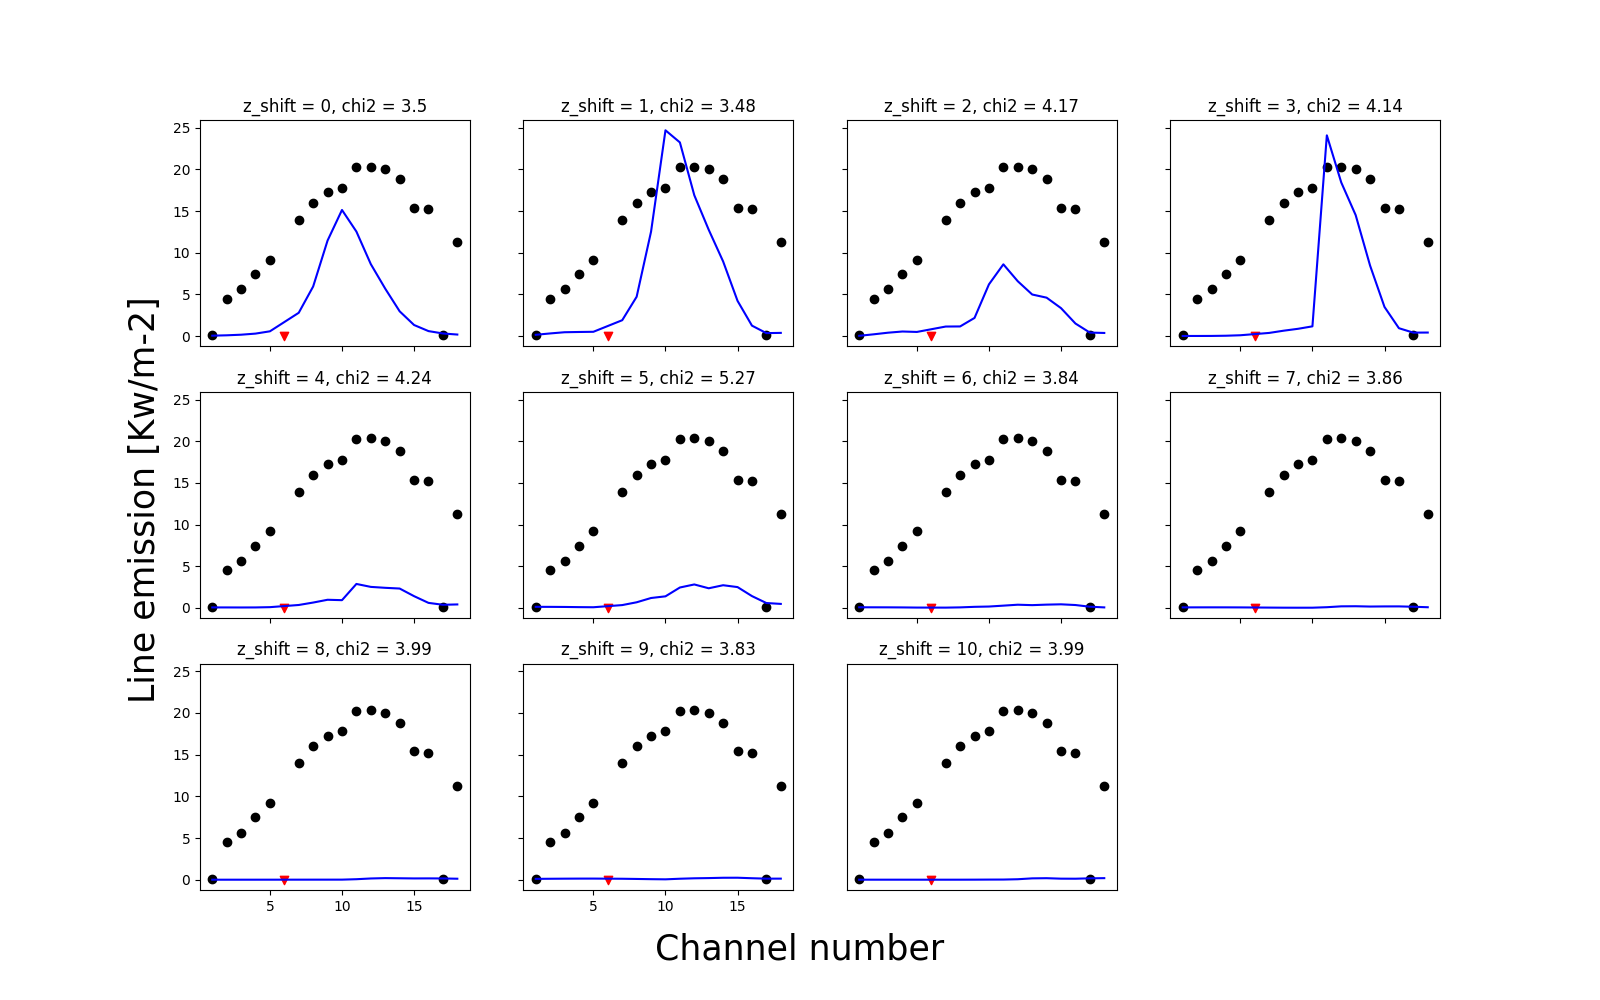 z_shift = 0, chi2 = 3.5
z_shift = 1, chi2 = 3.48
z_shift = 2, chi2 = 4.17
z_shift = 3, chi2 = 4.14
25
20
15
10
5
0
z_shift = 4, chi2 = 4.24
z_shift = 5, chi2 = 5.27
z_shift = 6, chi2 = 3.84
z_shift = 7, chi2 = 3.86
25
20
15
10
5
0
z_shift = 8, chi2 = 3.99
z_shift = 9, chi2 = 3.83
z_shift = 10, chi2 = 3.99
25
20
15
10
5
0
5 10 15
5 10 15
Line emission [Kw/m-2]
Channel number